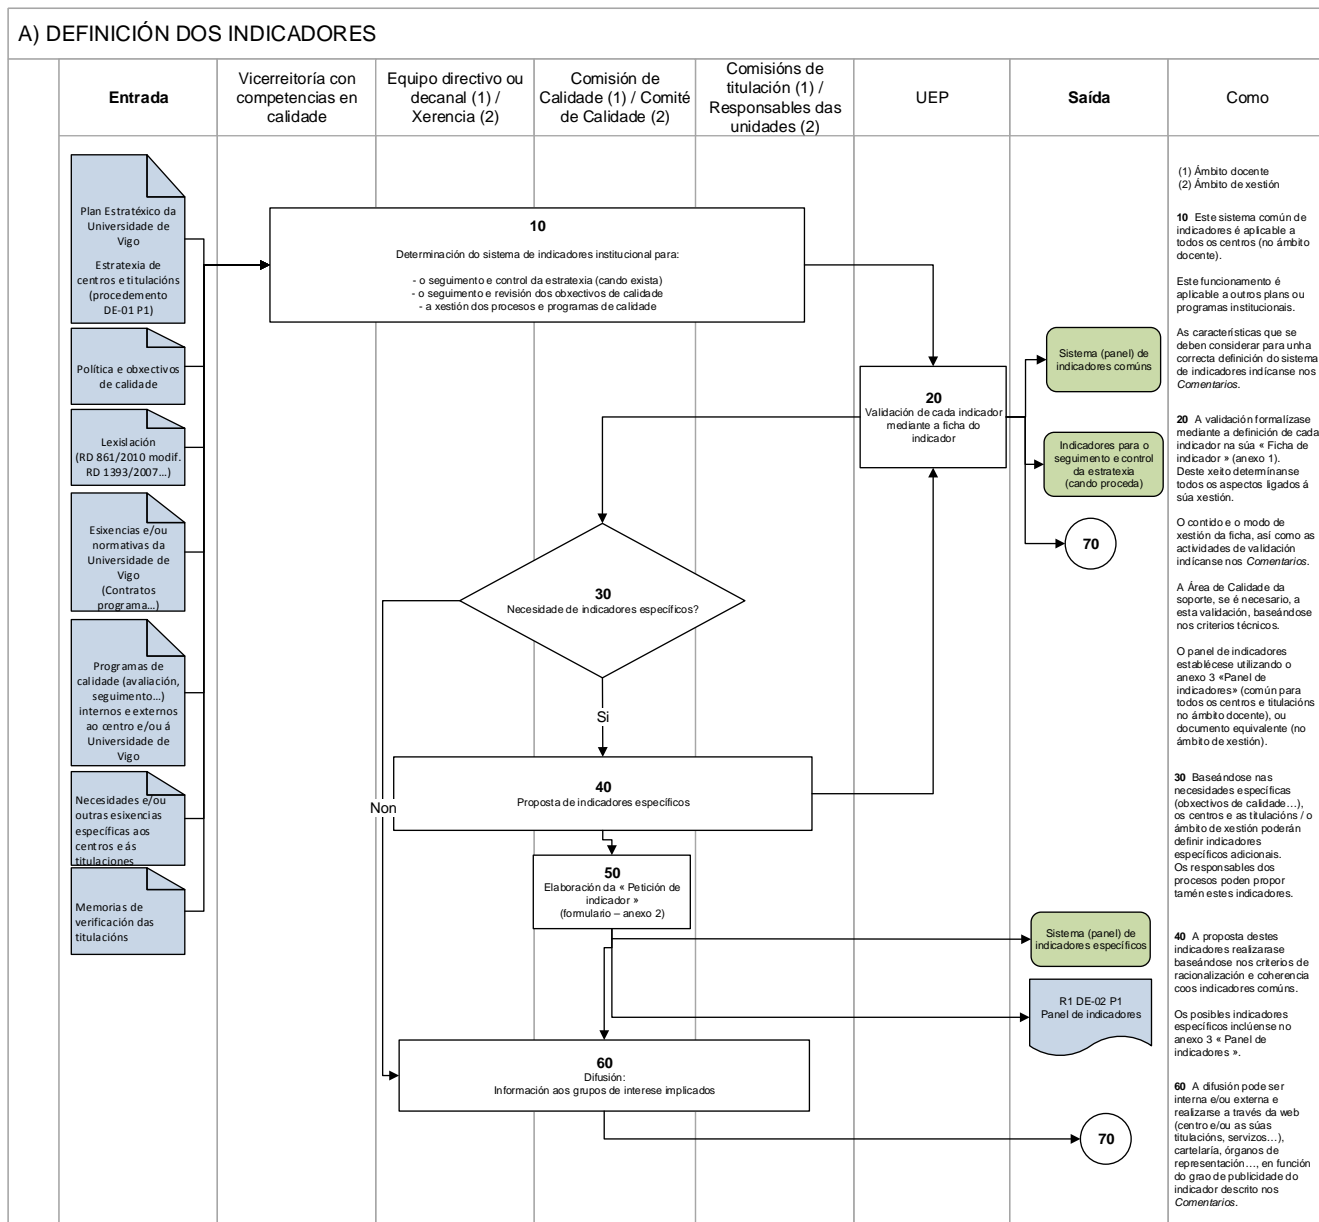 A) DEFINICIÓN DOS INDICADORES
Entrada
Vicerreitoría con
competencias en
calidade
Equipo directivo ou
decanal (1) /
Xerencia (2)
Comisión de
Calidade (1) / Comité
de Calidade (2)
Comisións de
titulación (1) /
Responsables das
unidades (2)
UEP
Saída
Como
Plan Estratéxico da
Universidade de
Vigo
Estratexia de
centros e titulacións
(procedemento
DE-01 P1)
Política e obxectivos
de calidade
Lexislación
(RD 861/2010 modif.
RD 1393/2007…)
Esixencias e/ou
normativas da
Universidade de
Vigo
(Contratos
programa…)
Programas de
calidade (avaliación,
seguimento…)
internos e externos
ao centro e/ou á
Universidade de
Vigo
Necesidades e/ou
outras esixencias
específicas aos
centros e ás
titulaciones
Memorias de
verificación das
titulacións
10
Determinación do sistema de indicadores institucional para:
- o seguimento e control da estratexia (cando exista)
- o seguimento e revisión dos obxectivos de calidade
- a xestión dos procesos e programas de calidade
20
Validación de cada indicador
mediante a ficha do
indicador
30
Necesidade de indicadores específicos?
Si
Non
40
Proposta de indicadores específicos
50
Elaboración da « Petición de
indicador »
(formulario – anexo 2)
60
Difusión:
Información aos grupos de interese implicados
Sistema (panel) de
indicadores comúns
Indicadores para o
seguimento e control
da estratexia
(cando proceda)
70
Sistema (panel) de
indicadores específicos
R1 DE-02 P1
Panel de indicadores
70
(1) Ámbito docente
(2) Ámbito de xestión
10 Este sistema común de
indicadores é aplicable a
todos os centros (no ámbito
docente).
Este funcionamento é
aplicable a outros plans ou
programas institucionais.
As características que se
deben considerar para unha
correcta definición do sistema
de indicadores indícanse nos
Comentarios.
20 A validación formalízase
mediante a definición de cada
indicador na súa « Ficha de
indicador » (anexo 1).
Deste xeito determínanse
todos os aspectos ligados á
súa xestión.
O contido e o modo de
xestión da ficha, así como as
actividades de validación
indícanse nos Comentarios.
A Área de Calidade da
soporte, se é necesario, a
esta validación, baseándose
nos criterios técnicos.
O panel de indicadores
establécese utilizando o
anexo 3 «Panel de
indicadores» (común para
todos os centros e titulacións
no ámbito docente), ou
documento equivalente (no
ámbito de xestión).
30 Baseándose nas
necesidades específicas
(obxectivos de calidade…),
os centros e as titulacións / o
ámbito de xestión poderán
definir indicadores
específicos adicionais.
Os responsables dos
procesos poden propor
tamén estes indicadores.
40 A proposta destes
indicadores realizarase
baseándose nos criterios de
racionalización e coherencia
coos indicadores comúns.
Os posibles indicadores
específicos inclúense no
anexo 3 « Panel de
indicadores ».
60 A difusión pode ser
interna e/ou externa e
realizarse a través da web
(centro e/ou as súas
titulacións, servizos…),
cartelaría, órganos de
representación…, en función
do grao de publicidade do
indicador descrito nos
Comentarios.